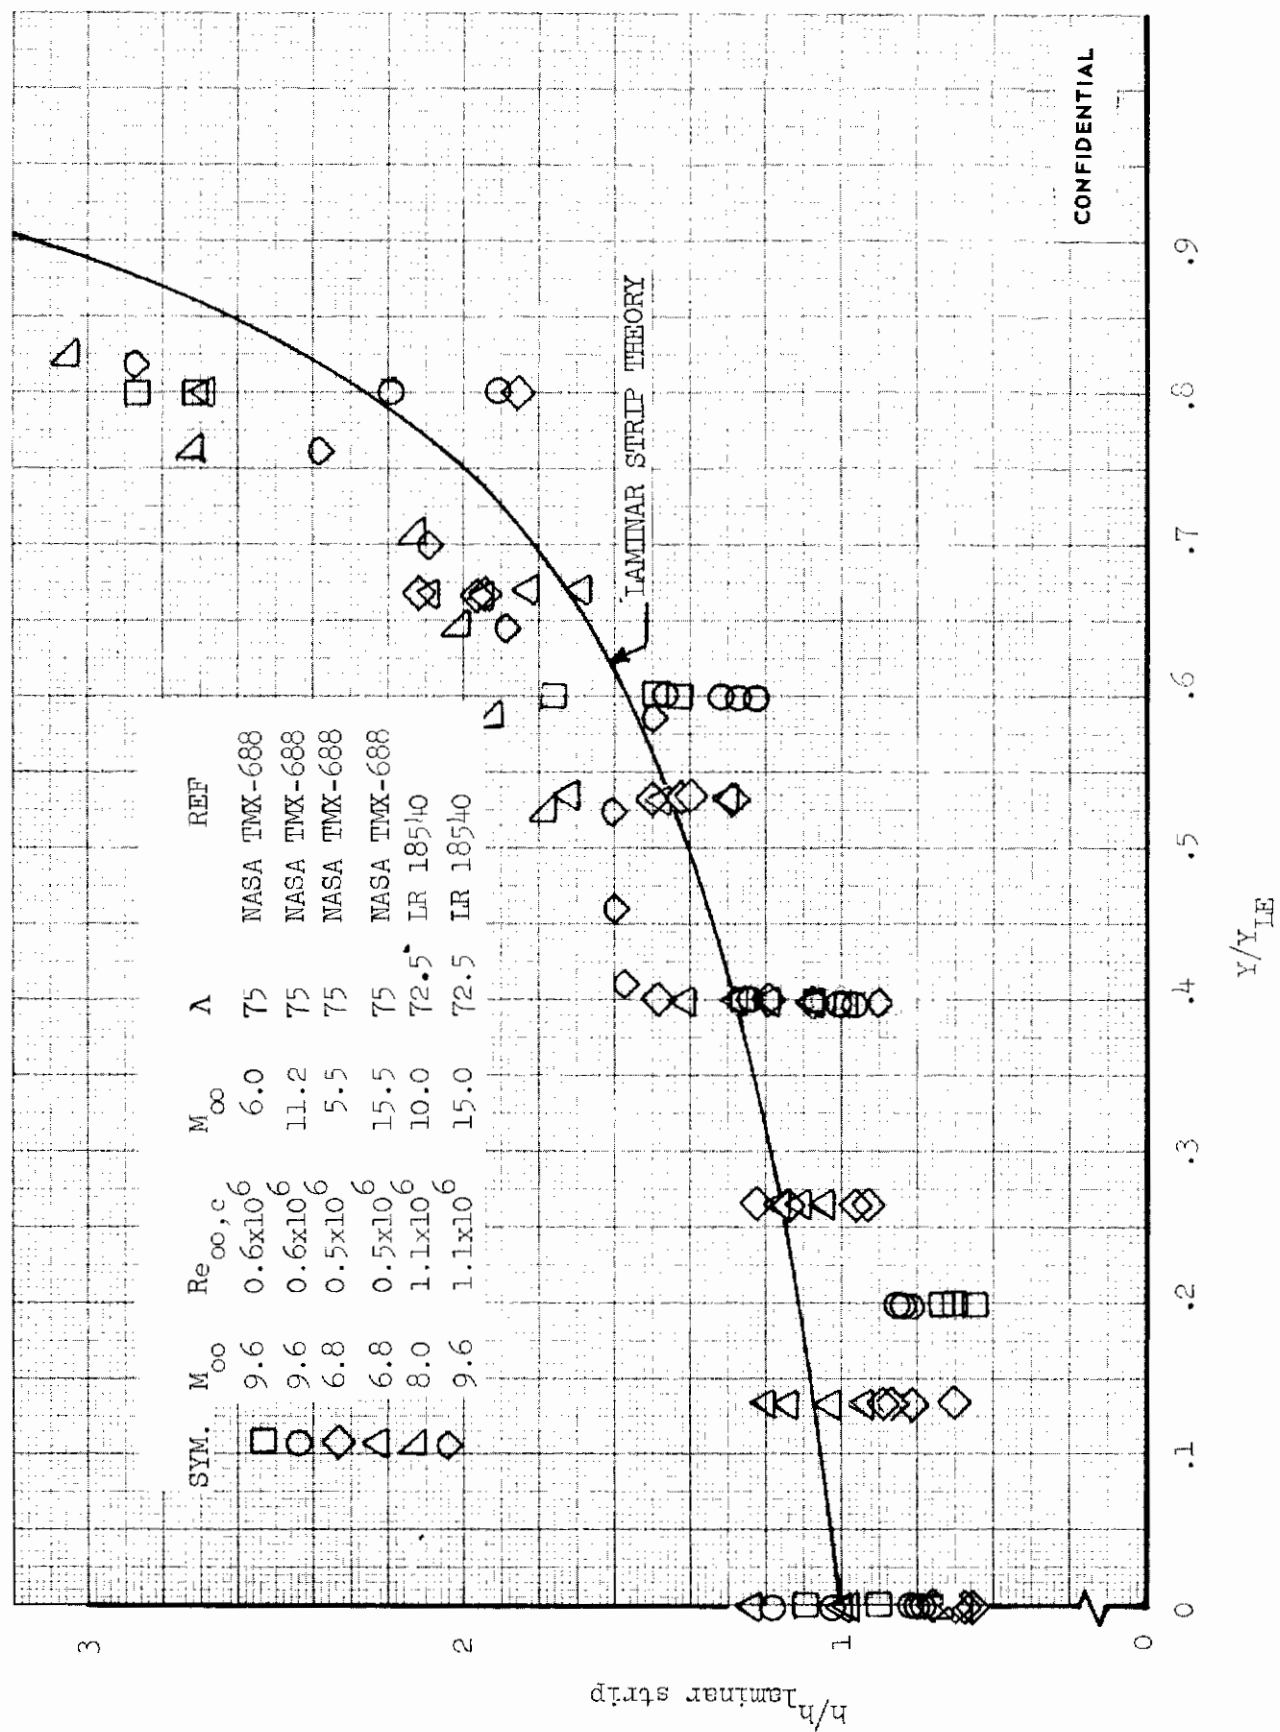 SYM. M∞ Re∞,c M∞ Λ REF
9.6 0.6x10⁶ 6.0 75 NASA TMX-688
9.6 0.6x10⁶ 11.2 75 NASA TMX-688
6.8 0.5x10⁶ 5.5 75 NASA TMX-688
6.8 0.5x10⁶ 15.5 75 NASA TMX-688
8.0 1.1x10⁶ 10.0 72.5 LR 18540
9.6 1.1x10⁶ 15.0 72.5 LR 18540
LAMINAR STRIP THEORY
CONFIDENTIAL
3
2
1
0
h/h laminar strip
0 .1 .2 .3 .4 .5 .6 .7 .8 .9
Y/Y LE